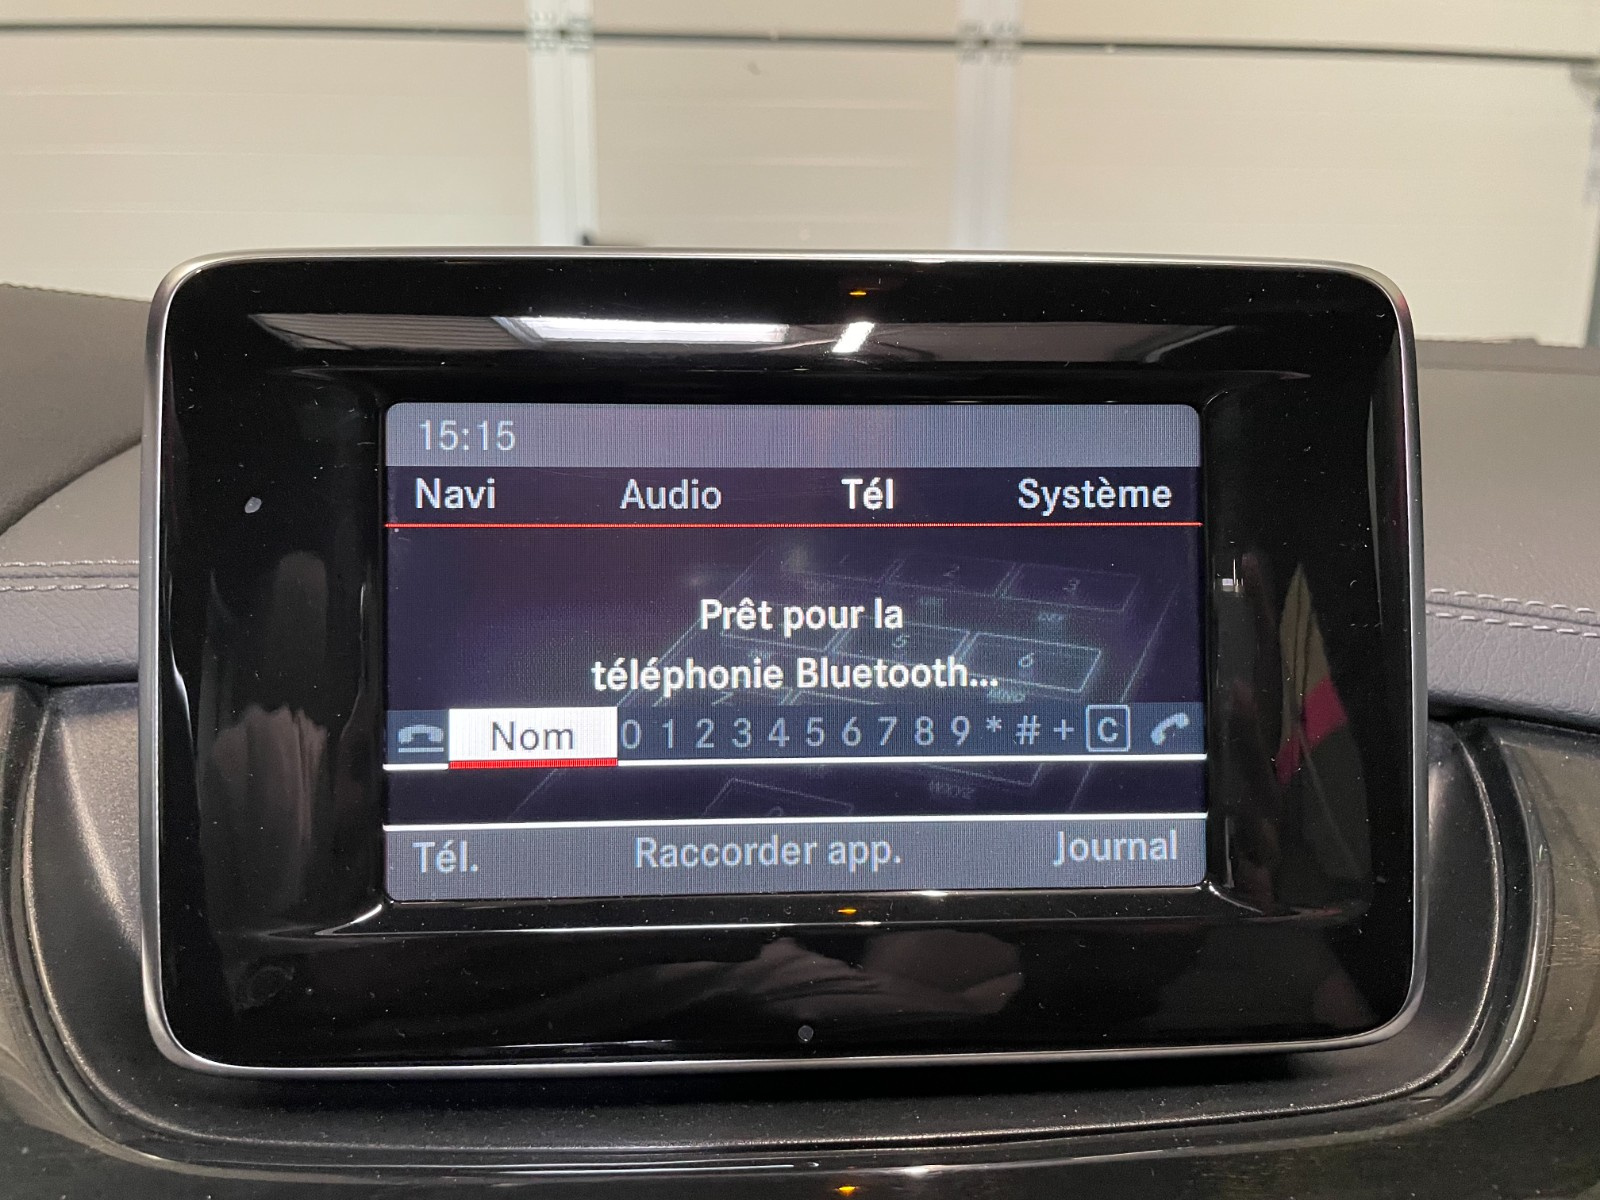 15:15
Navi Audio Tél Système
Prêt pour la
téléphonie Bluetooth...
Nom 0 1 2 3 4 5 6 7 8 9 * # + C
Tél. Raccorder app. Journal